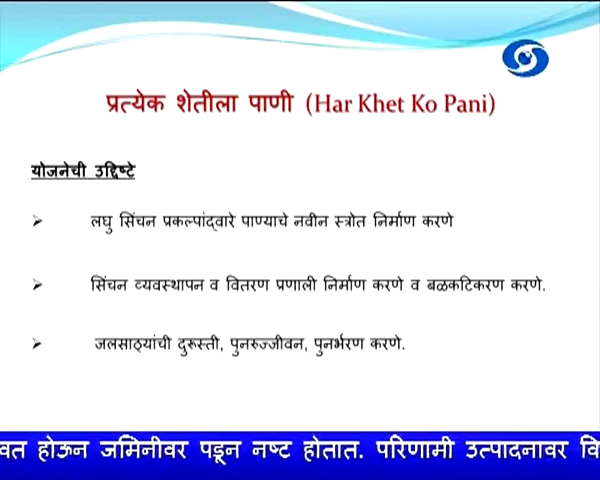 प्रत्येक शेतीला पाणी (Har Khet Ko Pani)
योजनेची उद्दिष्टे
➢ लघु सिंचन प्रकल्पांद्वारे पाण्याचे नवीन स्त्रोत निर्माण करणे
➢ सिंचन व्यवस्थापन व वितरण प्रणाली निर्माण करणे व बळकटिकरण करणे.
➢ जलसाठ्यांची दुरूस्ती, पुनरुज्जीवन, पुनर्भरण करणे.
वत होऊन जमिनीवर पडून नष्ट होतात. परिणामी उत्पादनावर वि